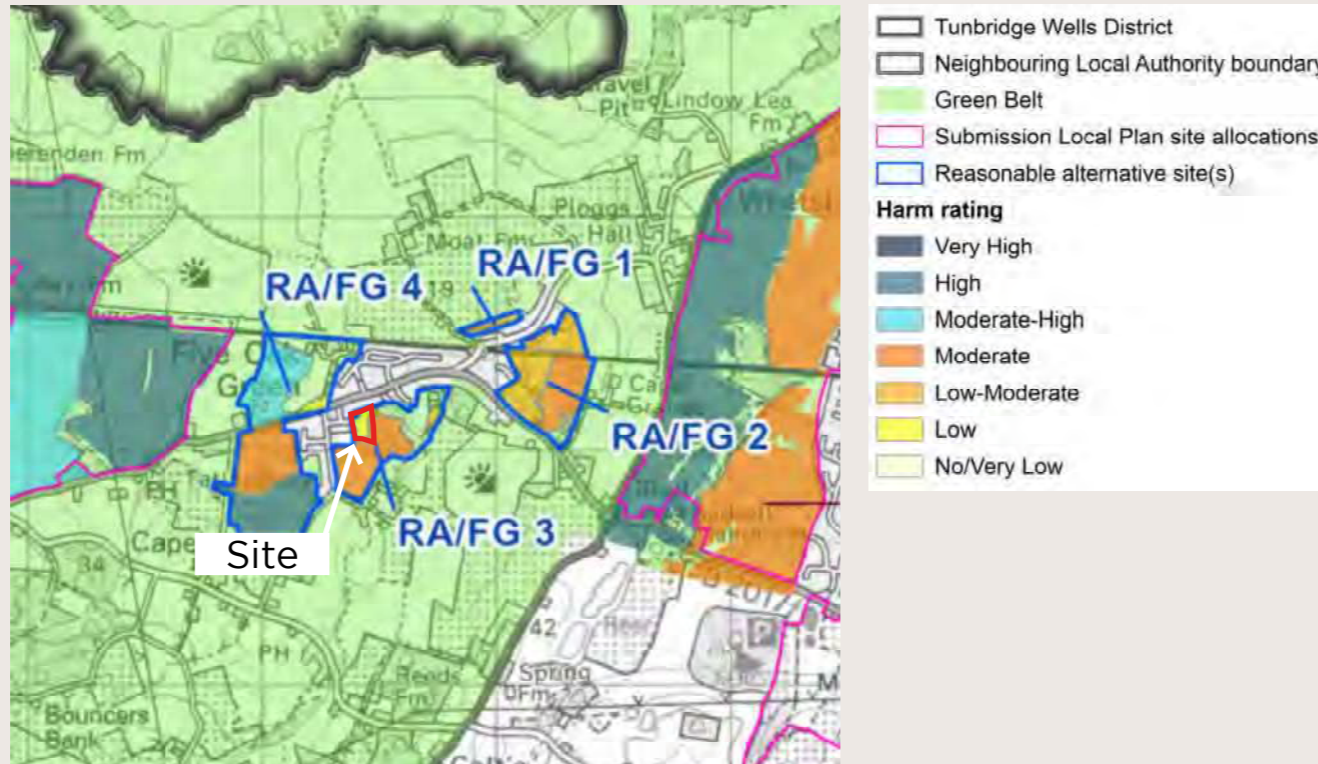 Pit
Lindow Lea
Fm
Ploggs
Hall
Moat Fm
RA/FG 1
RA/FG 4
19
Five
Green
RA/FG 2
RA/FG 3
PH
Cape
Site
34
42
PH
Reeds
Fm
Spring
Fm
Bouncers
Bank
Tunbridge Wells District
Neighbouring Local Authority boundary
Green Belt
Submission Local Plan site allocations
Reasonable alternative site(s)
Harm rating
Very High
High
Moderate-High
Moderate
Low-Moderate
Low
No/Very Low